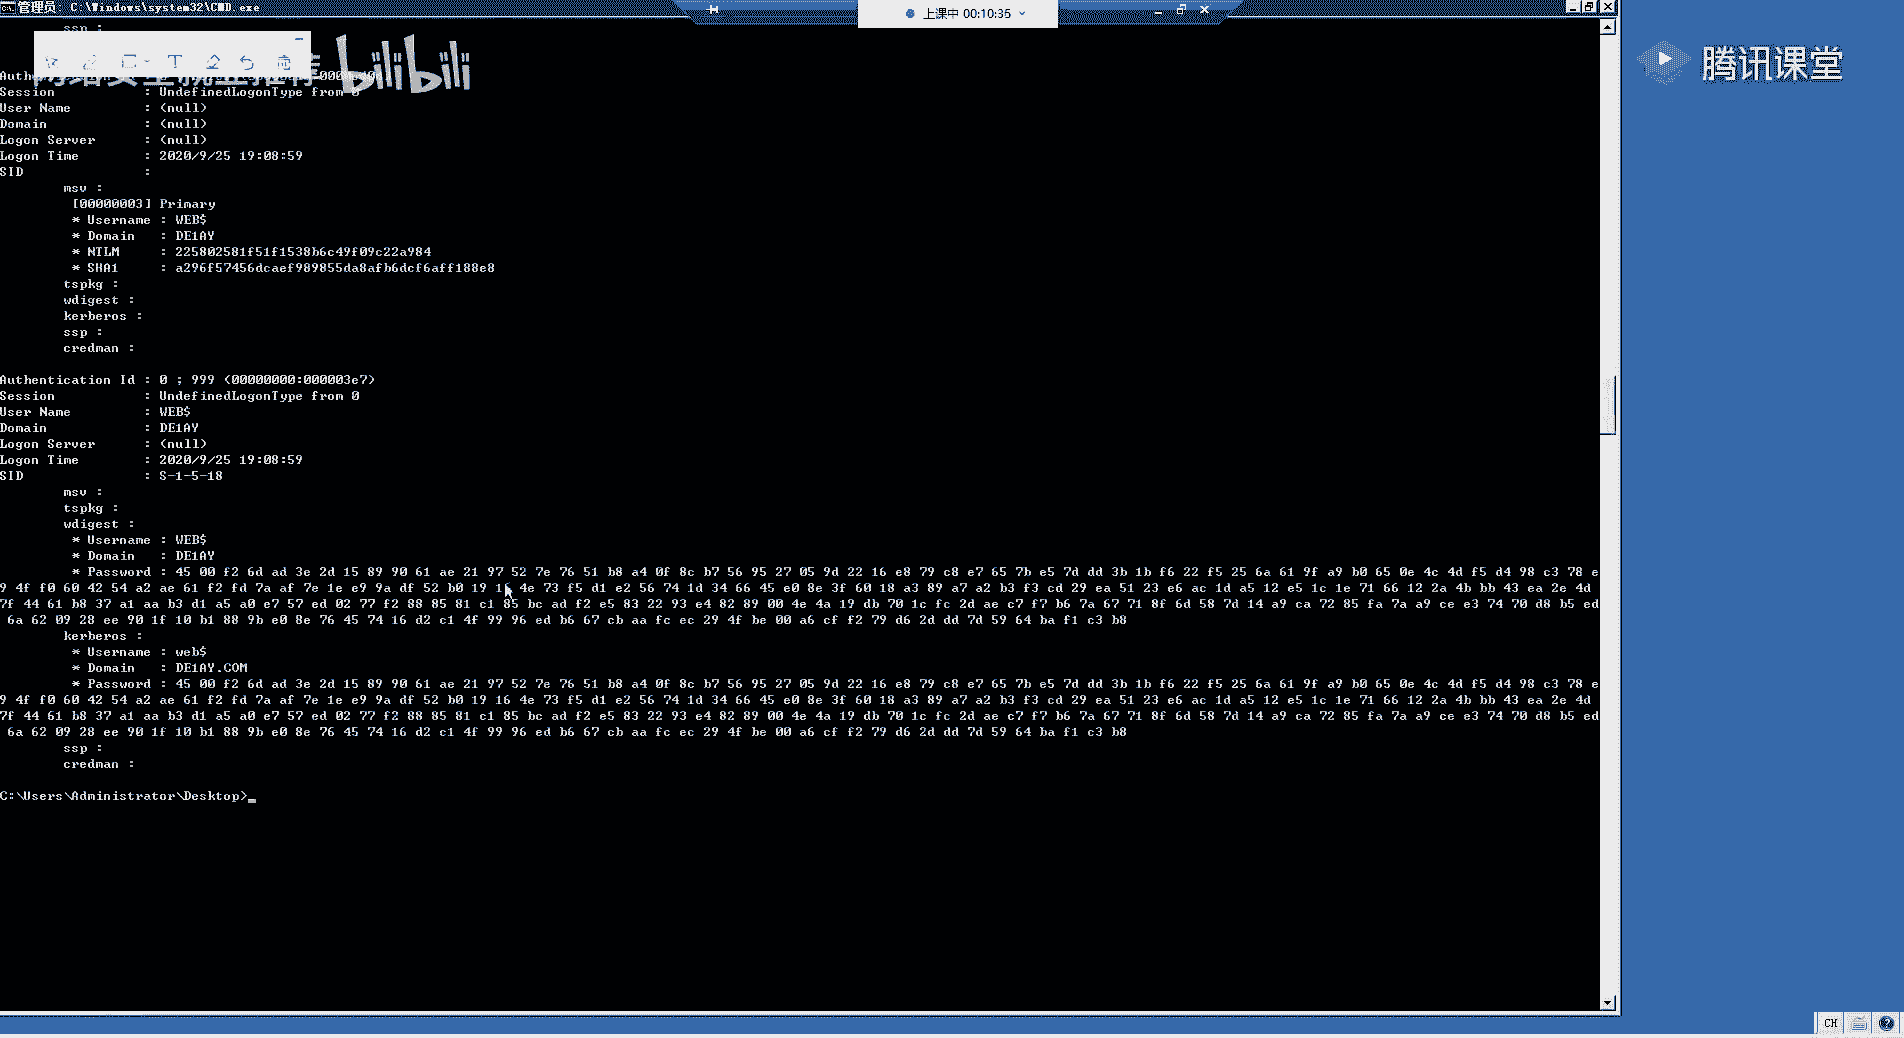 管理员: C:\Windows\system32\CMD.exe
上课中 00:10:35
ssp :
bilibili
腾讯课堂
Session : UndefinedLogonType from 0
User Name : (null)
Domain : (null)
Logon Server : (null)
Logon Time : 2020/9/25 19:08:59
SID :
msv :
[00000003] Primary
* Username : WEB$
* Domain : DE1AY
* NTLM : 225802581f51f1538b6c49f09c22a984
* SHA1 : a296f57456dcaef989855da8afb6dcf6aff188e8
tspkg :
wdigest :
kerberos :
ssp :
credman :
Authentication Id : 0 ; 999 (00000000:000003e7)
Session : UndefinedLogonType from 0
User Name : WEB$
Domain : DE1AY
Logon Server : (null)
Logon Time : 2020/9/25 19:08:59
SID : S-1-5-18
msv :
tspkg :
wdigest :
* Username : WEB$
* Domain : DE1AY
* Password : 45 00 f2 6d ad 3e 2d 15 89 90 61 ae 21 97 52 7e 76 51 b8 a4 0f 8c b7 56 95 27 05 9d 22 16 e8 79 c8 e7 65 7b e5 7d dd 3b 1b f6 22 f5 25 6a 61 9f a9 b0 65 0e 4c 4d f5 d4 98 c3 78 e
9 4f f0 60 42 54 a2 ae 61 f2 fd 7a af 7e 1e e9 9a df 52 b0 19 16 4e 73 f5 d1 e2 56 74 1d 34 66 45 e0 8e 3f 60 18 a3 89 a7 a2 b3 f3 cd 29 ea 51 23 e6 ac 1d a5 12 e5 1c 1e 71 66 12 2a 4b bb 43 ea 2e 4d
7f 44 61 b8 37 a1 aa b3 d1 a5 a0 e7 57 ed 02 77 f2 88 85 81 c1 85 bc ad f2 e5 83 22 93 e4 82 89 00 4e 4a 19 db 70 1c fc 2d ae c7 f7 b6 7a 67 71 8f 6d 58 7d 14 a9 ca 72 85 fa 7a a9 ce e3 74 70 d8 b5 ed
6a 62 09 28 ee 90 1f 10 b1 88 9b e0 8e 76 45 74 16 d2 c1 4f 99 96 ed b6 67 cb aa fc ec 29 4f be 00 a6 cf f2 79 d6 2d dd 7d 59 64 ba f1 c3 b8
kerberos :
* Username : web$
* Domain : DE1AY.COM
* Password : 45 00 f2 6d ad 3e 2d 15 89 90 61 ae 21 97 52 7e 76 51 b8 a4 0f 8c b7 56 95 27 05 9d 22 16 e8 79 c8 e7 65 7b e5 7d dd 3b 1b f6 22 f5 25 6a 61 9f a9 b0 65 0e 4c 4d f5 d4 98 c3 78 e
9 4f f0 60 42 54 a2 ae 61 f2 fd 7a af 7e 1e e9 9a df 52 b0 19 16 4e 73 f5 d1 e2 56 74 1d 34 66 45 e0 8e 3f 60 18 a3 89 a7 a2 b3 f3 cd 29 ea 51 23 e6 ac 1d a5 12 e5 1c 1e 71 66 12 2a 4b bb 43 ea 2e 4d
7f 44 61 b8 37 a1 aa b3 d1 a5 a0 e7 57 ed 02 77 f2 88 85 81 c1 85 bc ad f2 e5 83 22 93 e4 82 89 00 4e 4a 19 db 70 1c fc 2d ae c7 f7 b6 7a 67 71 8f 6d 58 7d 14 a9 ca 72 85 fa 7a a9 ce e3 74 70 d8 b5 ed
6a 62 09 28 ee 90 1f 10 b1 88 9b e0 8e 76 45 74 16 d2 c1 4f 99 96 ed b6 67 cb aa fc ec 29 4f be 00 a6 cf f2 79 d6 2d dd 7d 59 64 ba f1 c3 b8
ssp :
credman :
C:\Users\Administrator\Desktop>_
CH